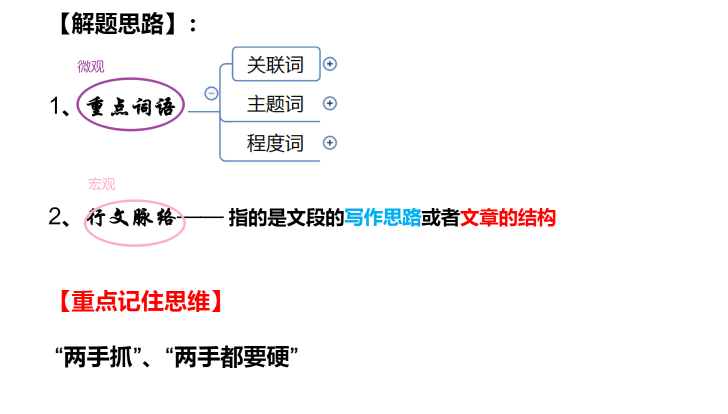 【解题思路】：
微观
关联词
1、重点词语
主题词
程度词
宏观
2、行文脉络—— 指的是文段的写作思路或者文章的结构
【重点记住思维】
“两手抓”、“两手都要硬”